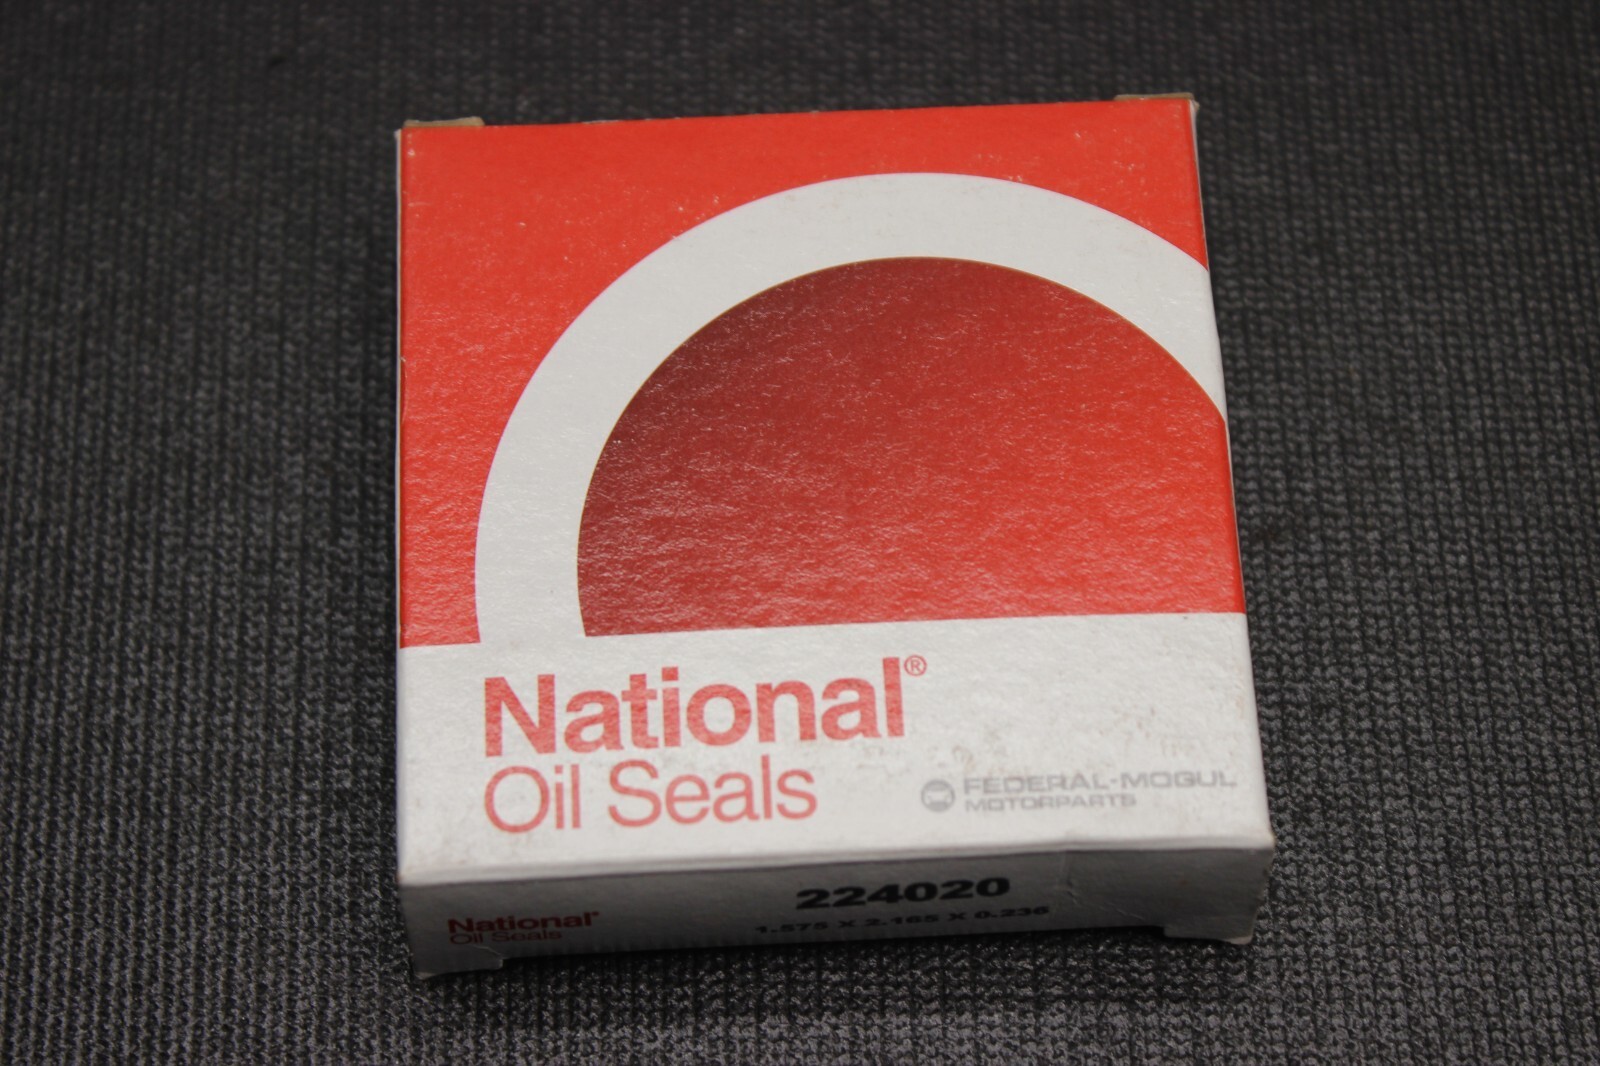 National®
Oil Seals
FEDERAL-MOGUL
MOTORPARTS
224020
1.575 X 2.165 X 0.236
National®
Oil Seals